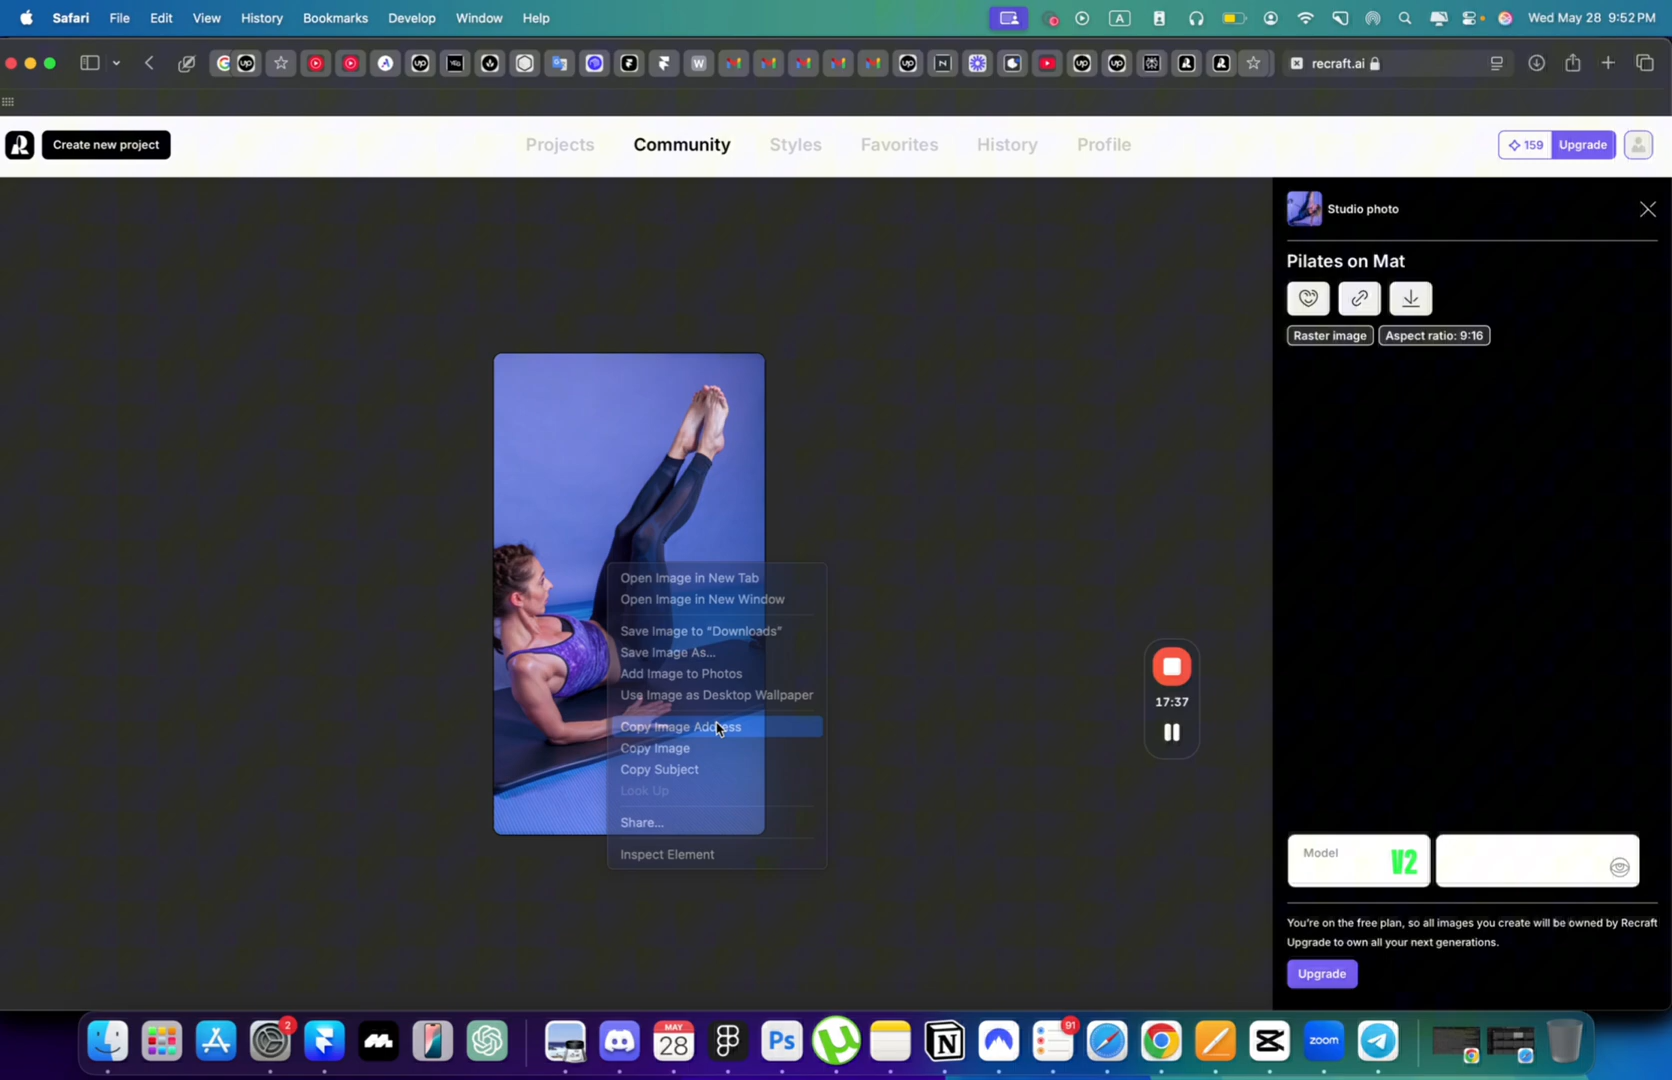 Safari File Edit View History Bookmarks Develop Window Help
A
Wed May 28 9:52PM
recraft.ai
Create new project
Projects Community Styles Favorites History Profile
159 Upgrade
Studio photo
Pilates on Mat
Raster image Aspect ratio: 9:16
Open Image in New Tab
Open Image in New Window
Save Image to “Downloads”
Save Image As...
Add Image to Photos
Use Image as Desktop Wallpaper
Copy Image Address
Copy Image
Copy Subject
Look Up
Share...
Inspect Element
17:37
Model V2
You're on the free plan, so all images you create will be owned by Recraft
Upgrade to own all your next generations.
Upgrade
2
MAY
28
Ps
91
zoom